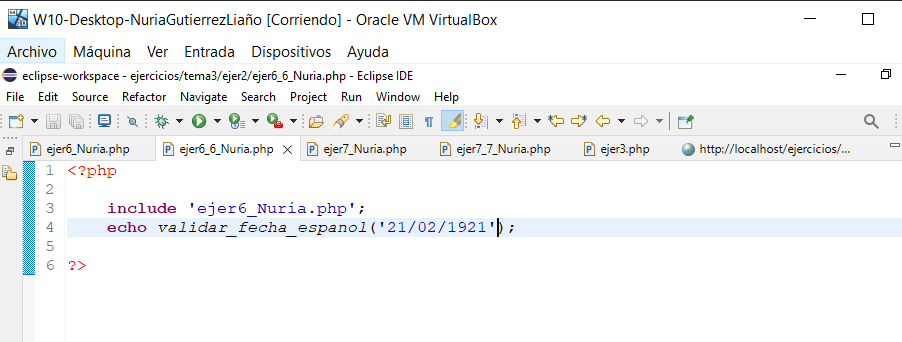 W10-Desktop-NuriaGutierrezLiaño [Corriendo] - Oracle VM VirtualBox
Archivo Máquina Ver Entrada Dispositivos Ayuda
eclipse-workspace - ejercicios/tema3/ejer2/ejer6_6_Nuria.php - Eclipse IDE
File Edit Source Refactor Navigate Search Project Run Window Help
ejer6_Nuria.php ejer6_6_Nuria.php ejer7_Nuria.php ejer7_7_Nuria.php ejer3.php http://localhost/ejercicios/...
1 <?php
2
3 include 'ejer6_Nuria.php';
4 echo validar_fecha_espanol('21/02/1921');
5
6 ?>